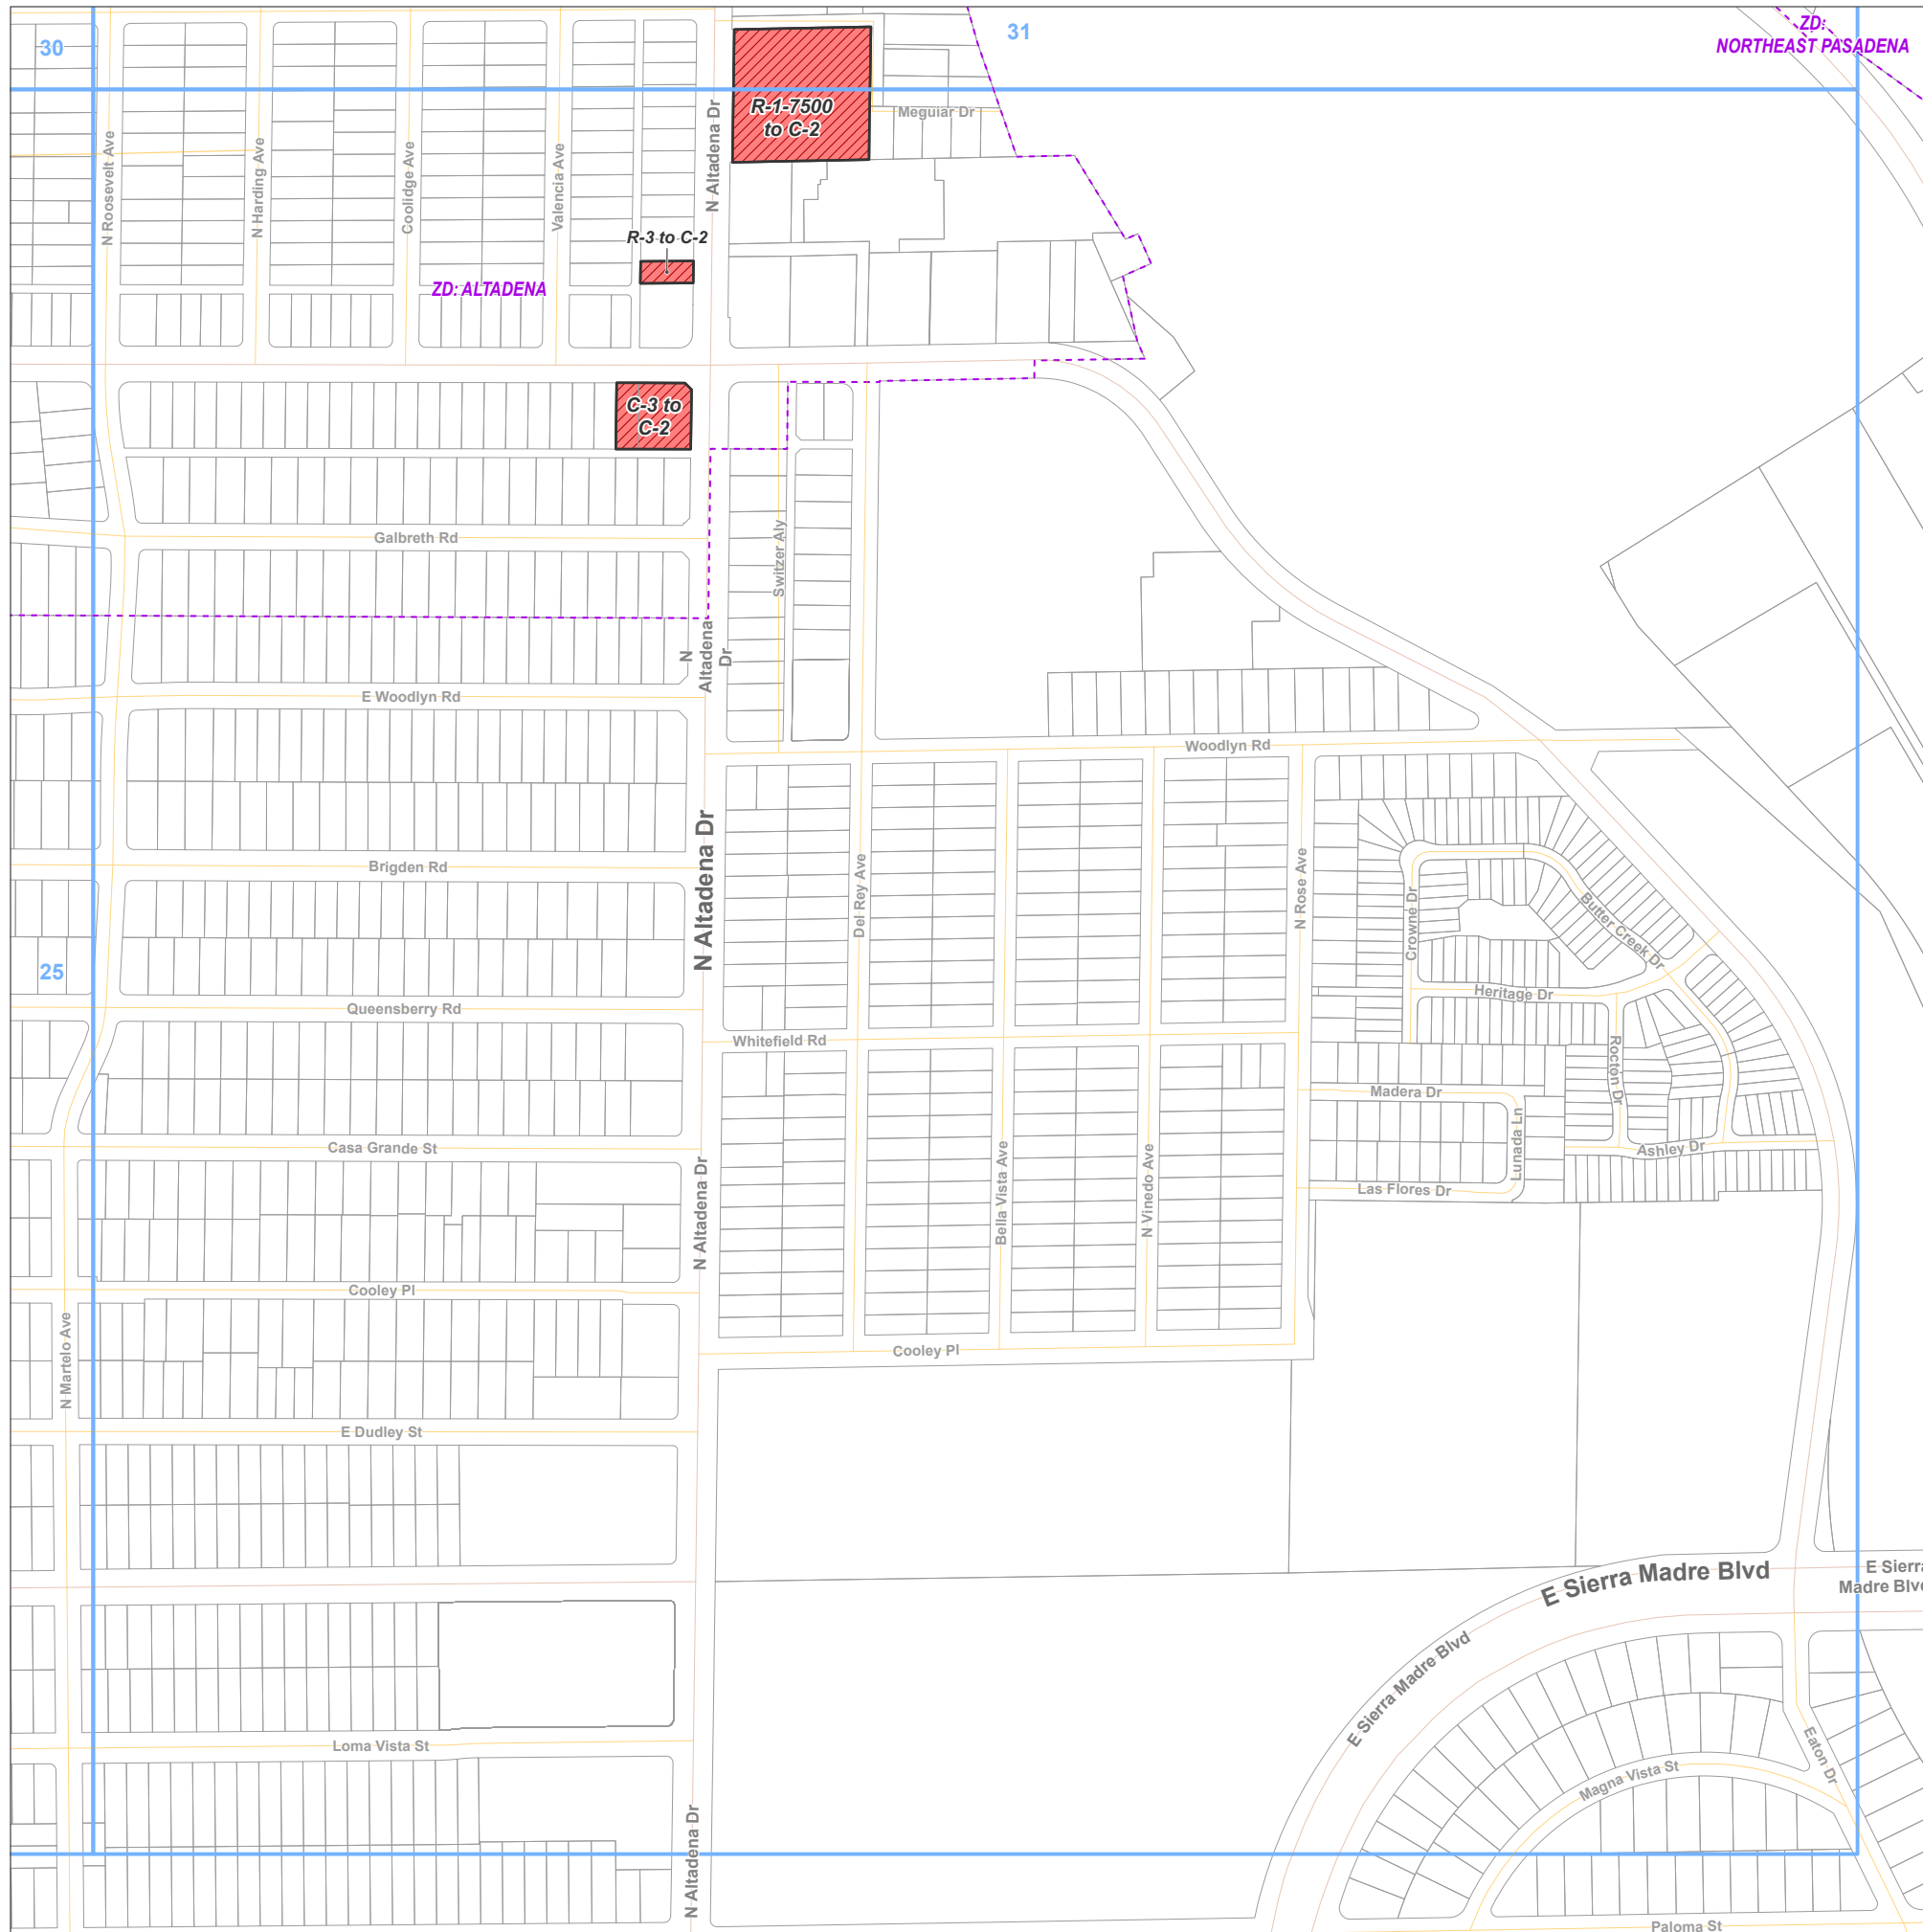 30
31
ZD:
NORTHEAST PASADENA
R-1-7500
to C-2
Meguiar Dr
N Roosevelt Ave
N Harding Ave
Coolidge Ave
Valencia Ave
N Altadena Dr
R-3 to C-2
ZD: ALTADENA
C-3 to
C-2
Galbreth Rd
Switzer Aly
N
Altadena
Dr
E Woodlyn Rd
Woodlyn Rd
N Altadena Dr
Brigden Rd
Del Rey Ave
N Rose Ave
Crowne Dr
Butter Creek Dr
25
Heritage Dr
Queensberry Rd
Whitefield Rd
Rocton Dr
Madera Dr
Lunada Ln
Casa Grande St
Ashley Dr
N Altadena Dr
Bella Vista Ave
N Vinedo Ave
Las Flores Dr
Cooley Pl
N Martelo Ave
Cooley Pl
E Dudley St
E Sierra Madre Blvd
E Sierra
Madre Blvd
E Sierra Madre Blvd
Loma Vista St
Eaton Dr
Magna Vista St
N Altadena Dr
Paloma St